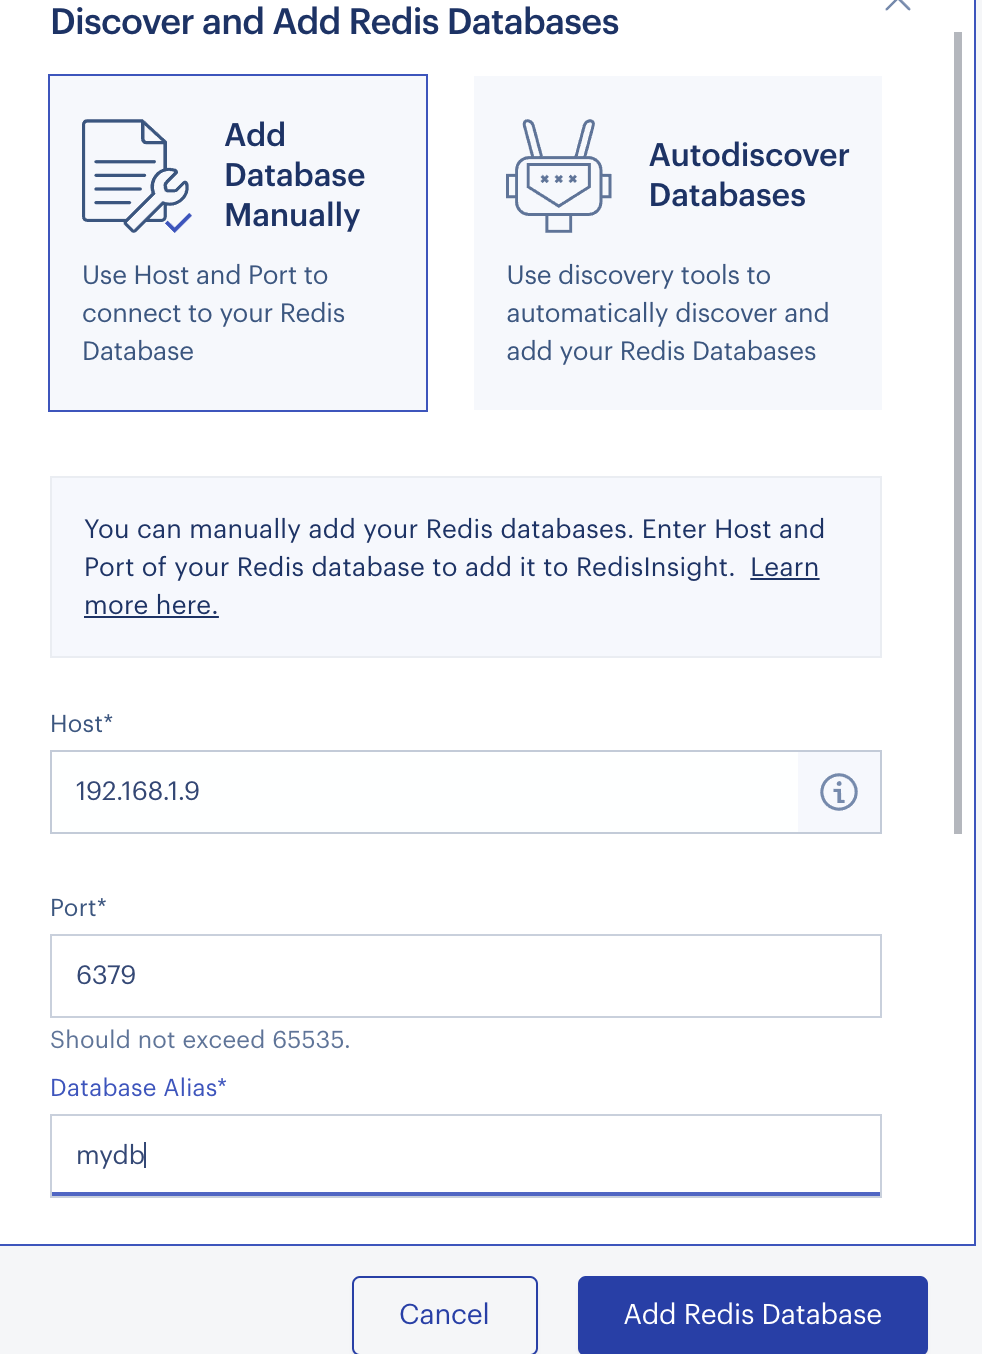 Discover and Add Redis Databases
Add
Database
Manually
Use Host and Port to
connect to your Redis
Database
Autodiscover
Databases
Use discovery tools to
automatically discover and
add your Redis Databases
You can manually add your Redis databases. Enter Host and
Port of your Redis database to add it to RedisInsight. Learn
more here.
Host*
192.168.1.9
Port*
6379
Should not exceed 65535.
Database Alias*
mydb
Cancel
Add Redis Database